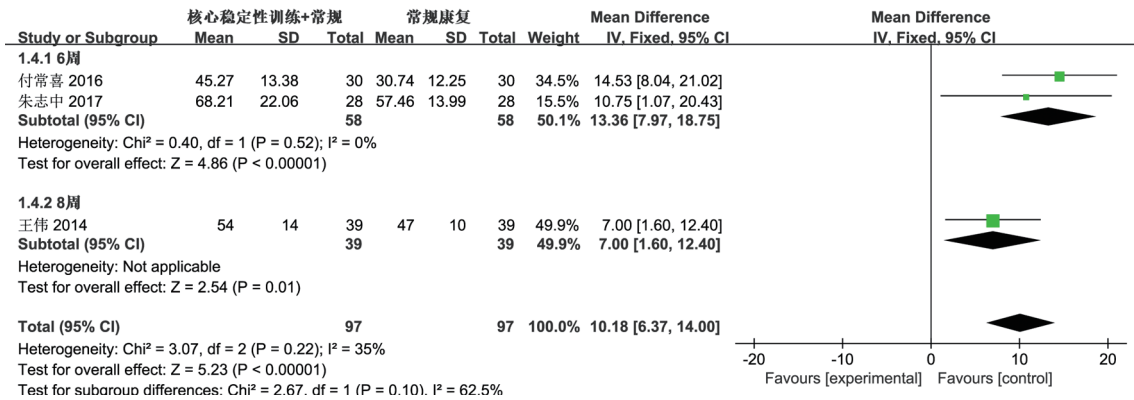 核心稳定性训练+常规 常规康复 Mean Difference Mean Difference
Study or Subgroup Mean SD Total Mean SD Total Weight IV, Fixed, 95% CI IV, Fixed, 95% CI
1.4.1 6周
付常喜 2016 45.27 13.38 30 30.74 12.25 30 34.5% 14.53 [8.04, 21.02]
朱志中 2017 68.21 22.06 28 57.46 13.99 28 15.5% 10.75 [1.07, 20.43]
Subtotal (95% CI) 58 58 50.1% 13.36 [7.97, 18.75]
Heterogeneity: Chi² = 0.40, df = 1 (P = 0.52); I² = 0%
Test for overall effect: Z = 4.86 (P < 0.00001)
1.4.2 8周
王伟 2014 54 14 39 47 10 39 49.9% 7.00 [1.60, 12.40]
Subtotal (95% CI) 39 39 49.9% 7.00 [1.60, 12.40]
Heterogeneity: Not applicable
Test for overall effect: Z = 2.54 (P = 0.01)
Total (95% CI) 97 97 100.0% 10.18 [6.37, 14.00]
Heterogeneity: Chi² = 3.07, df = 2 (P = 0.22); I² = 35%
Test for overall effect: Z = 5.23 (P < 0.00001)
Test for subgroup differences: Chi² = 2.67, df = 1 (P = 0.10), I² = 62.5%
-20 -10 0 10 20
Favours [experimental] Favours [control]